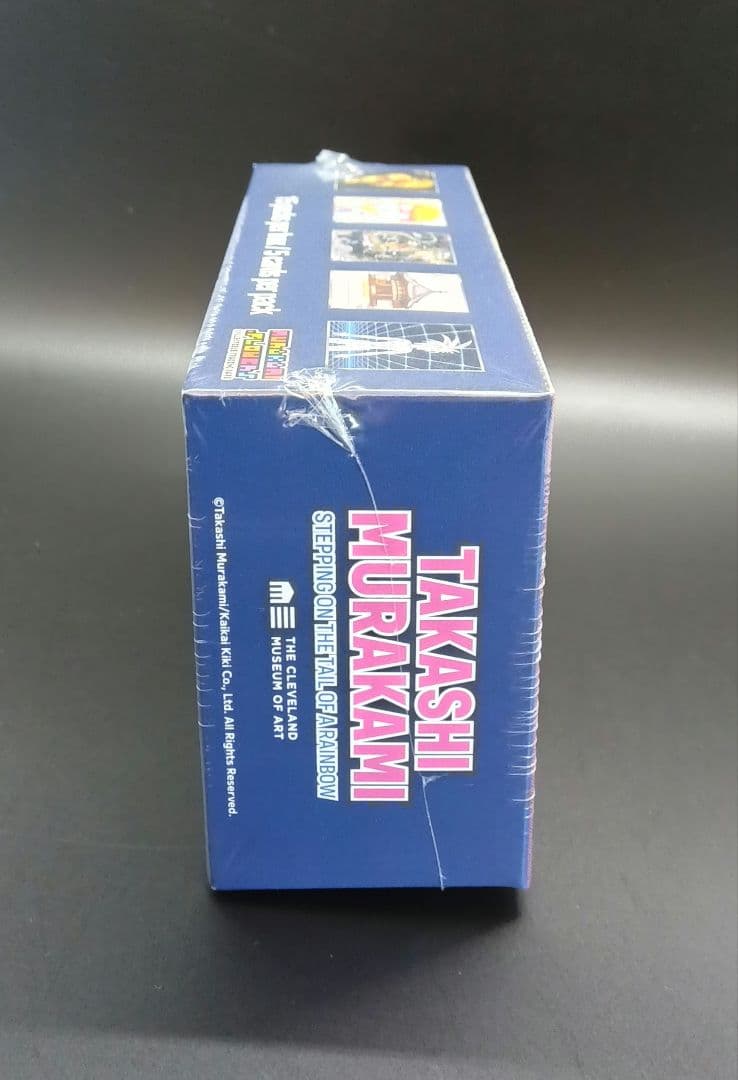 TAKASHI
MURAKAMI
STEPPING ON THE TAIL OF A RAINBOW
THE CLEVELAND
MUSEUM OF ART
©Takashi Murakami/Kaikai Kiki Co., Ltd. All Rights Reserved.
5 cards per pack